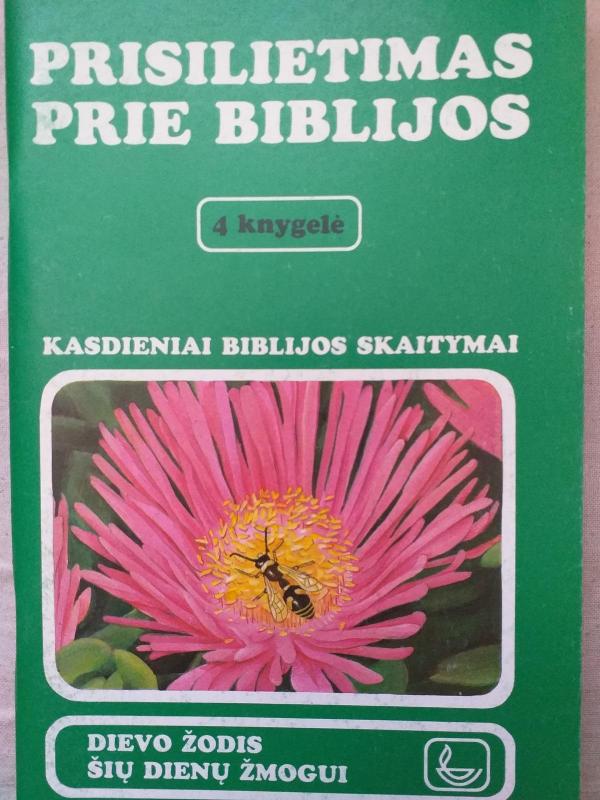 PRISILIETIMAS
PRIE BIBLIJOS
4 knygelė
KASDIENIAI BIBLIJOS SKAITYMAI
DIEVO ŽODIS
ŠIŲ DIENŲ ŽMOGUI